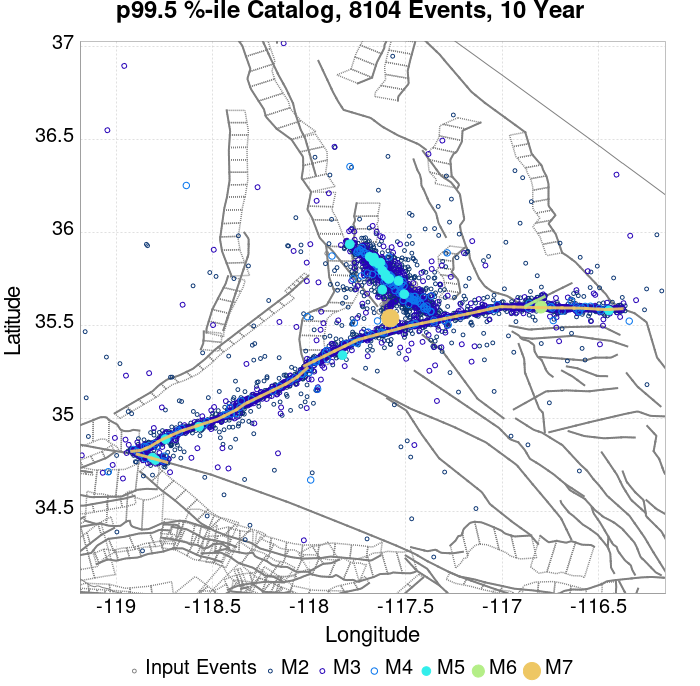 p99.5 %-ile Catalog, 8104 Events, 10 Year
37
36.5
36
35.5
35
34.5
Latitude
-119 -118.5 -118 -117.5 -117 -116.5
Longitude
Input Events M2 M3 M4 M5 M6 M7